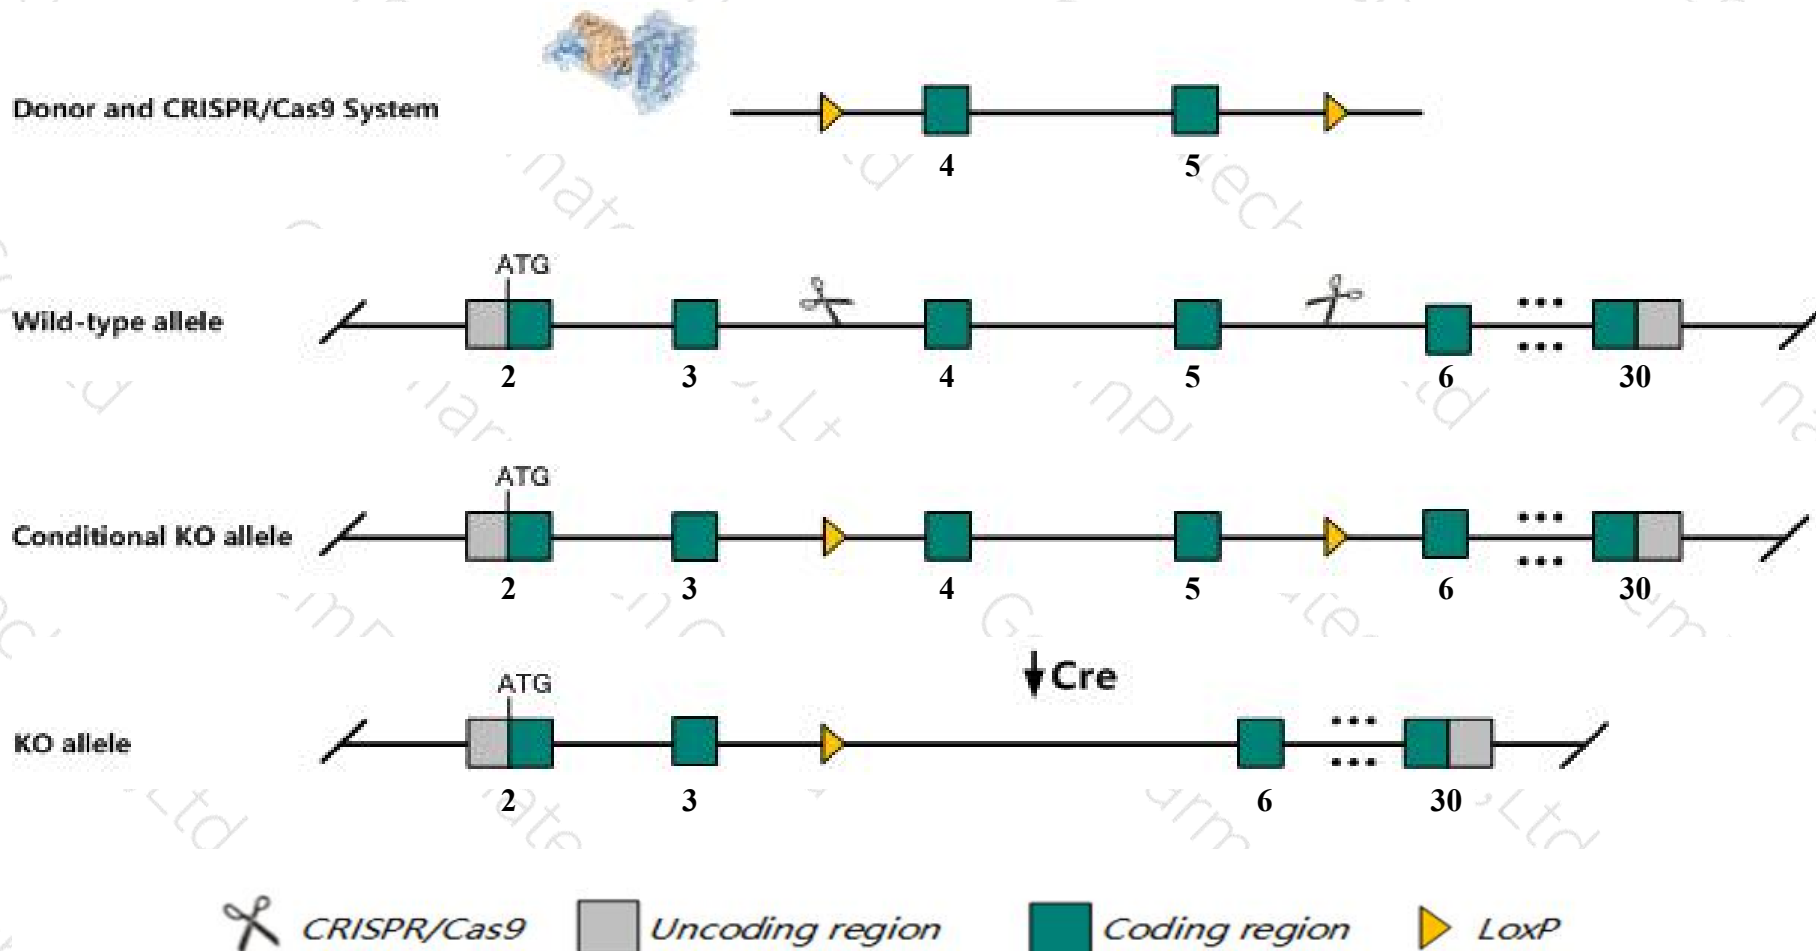 Donor and CRISPR/Cas9 System
4 5
ATG
Wild-type allele
2 3 4 5 6 30
ATG
Conditional KO allele
2 3 4 5 6 30
Cre
ATG
KO allele
2 3 6 30
CRISPR/Cas9 Uncoding region Coding region LoxP